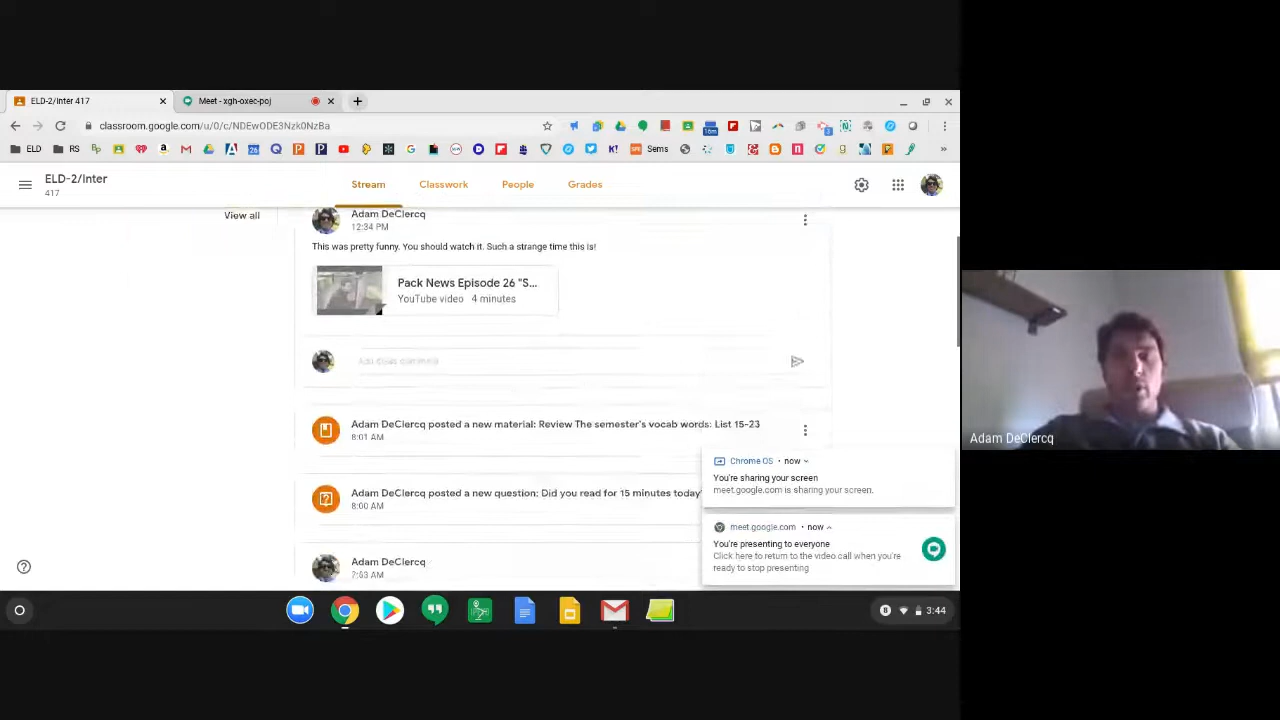 ELD-2/Inter 417
Meet - xgh-oxec-poj
classroom.google.com/u/0/c/NDEwODE3Nzk0NzBa
16m
ELD
RS
Sems
ELD-2/Inter
417
Stream
Classwork
People
Grades
View all
Adam DeClercq
12:34 PM
This was pretty funny. You should watch it. Such a strange time this is!
Pack News Episode 26 "S...
YouTube video 4 minutes
Add class comment
Adam DeClercq posted a new material: Review The semester's vocab words: List 15-23
8:01 AM
Adam DeClercq posted a new question: Did you read for 15 minutes today
8:00 AM
Adam DeClercq
7:53 AM
Chrome OS • now
You're sharing your screen
meet.google.com is sharing your screen.
meet.google.com • now
You're presenting to everyone
Click here to return to the video call when you're
ready to stop presenting
3:44
Adam DeClercq